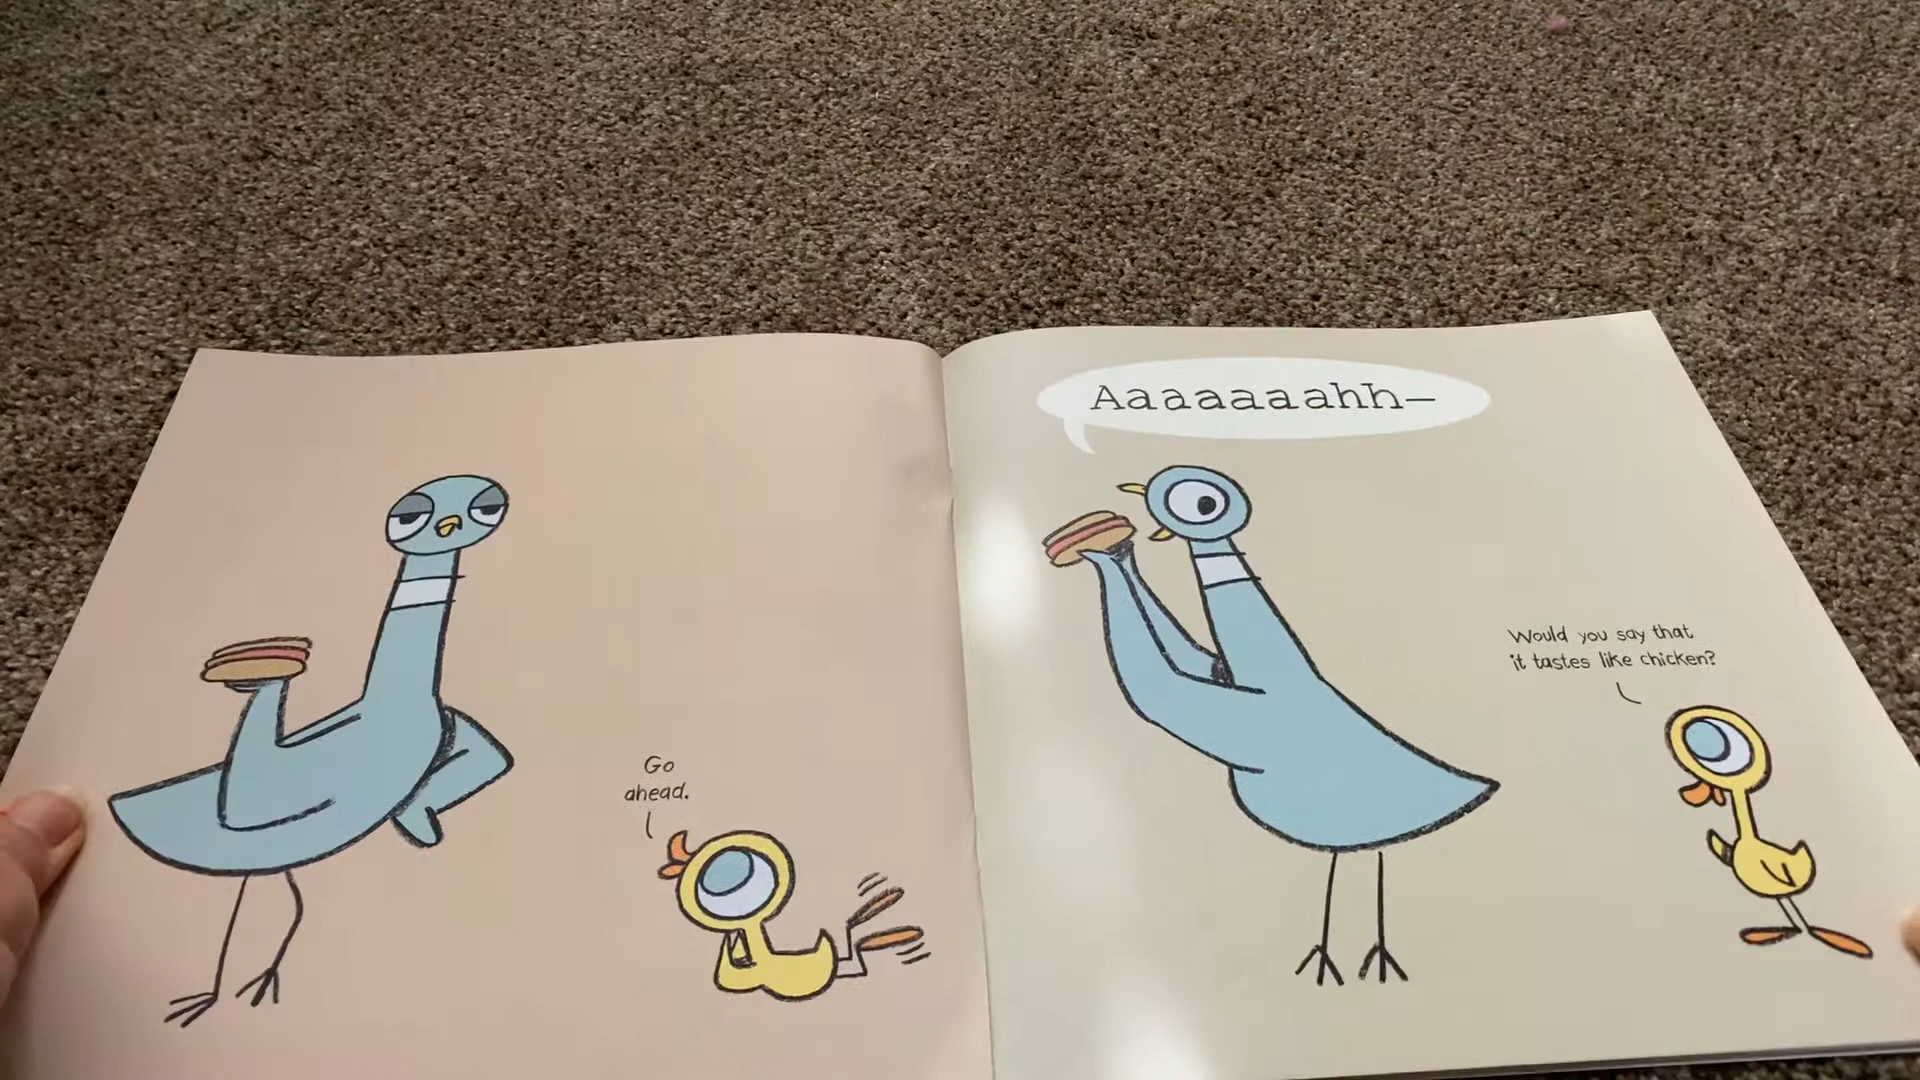 Go
ahead.
Aaaaaaahh–
Would you say that
it tastes like chicken?